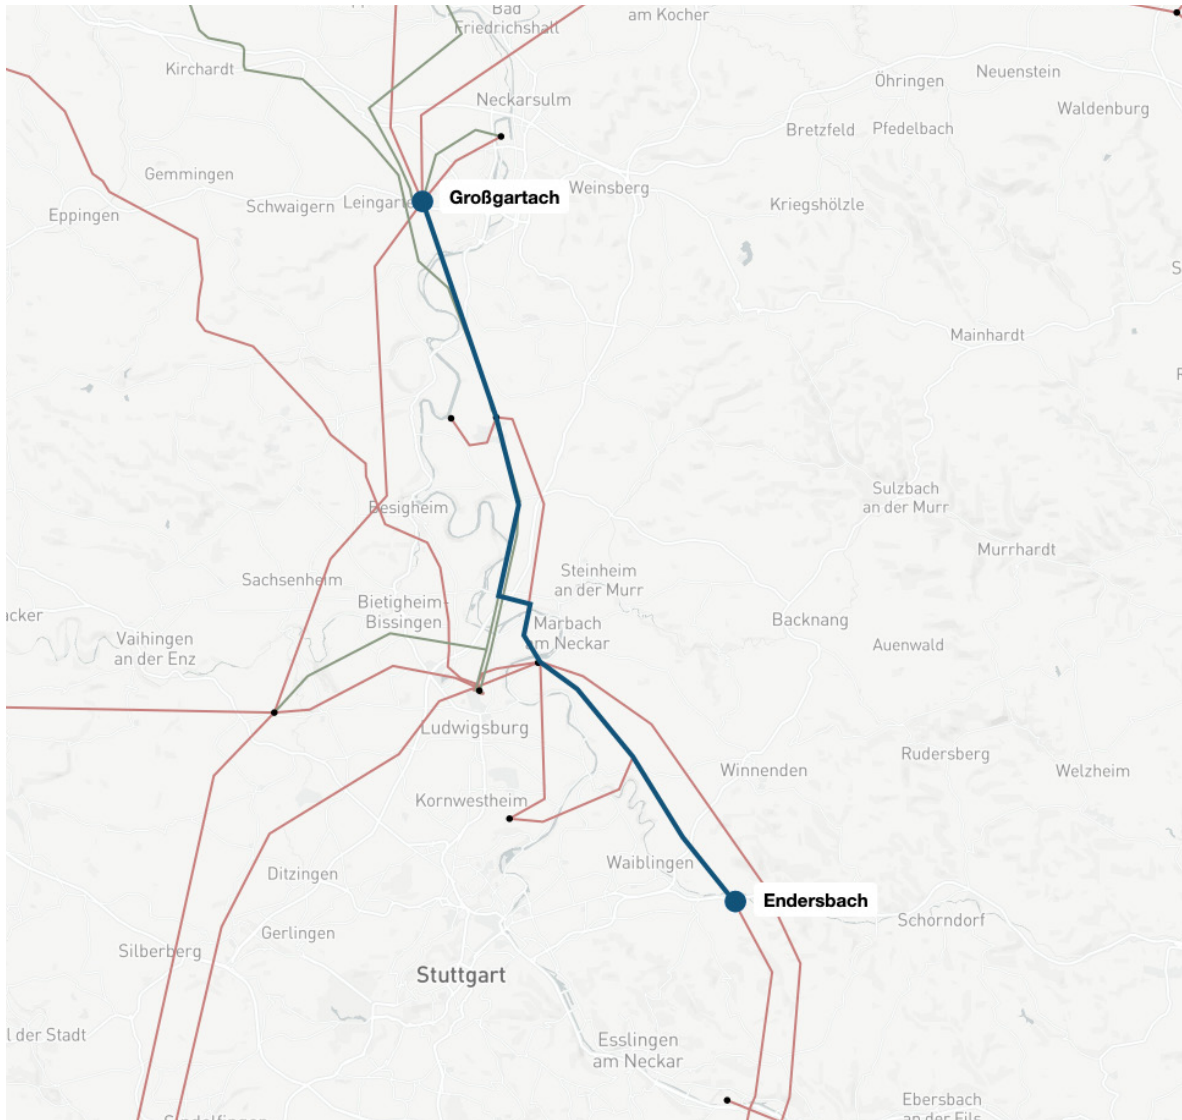 Bad
Friedrichshall
am Kocher
Kirchardt
Neuenstein
Öhringen
Neckarsulm
Waldenburg
Bretzfeld
Pfedelbach
Gemmingen
Weinsberg
Großgartach
Schwaigern
Kriegshölzle
Eppingen
Mainhardt
Besigheim
Sulzbach
an der Murr
Murrhardt
Sachsenheim
Steinheim
an der Murr
Bietigheim-
Bissingen
Marbach
am Neckar
Backnang
Vaihingen
an der Enz
Auenwald
Ludwigsburg
Rudersberg
Winnenden
Welzheim
Kornwestheim
Waiblingen
Ditzingen
Endersbach
Schorndorf
Gerlingen
Silberberg
Stuttgart
l der Stadt
Esslingen
am Neckar
Ebersbach